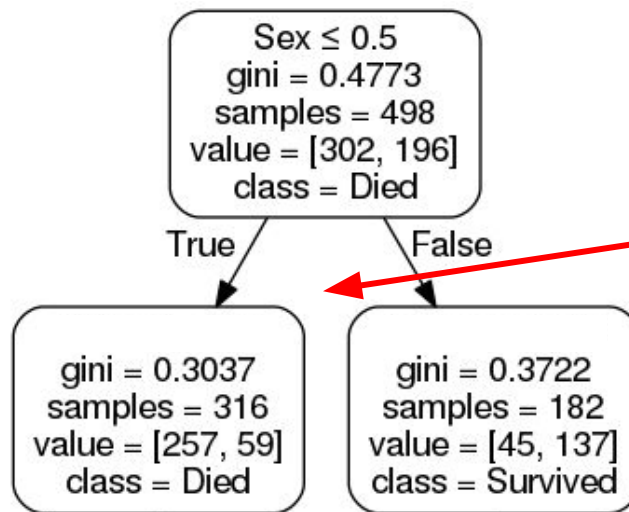 Sex ≤ 0.5
gini = 0.4773
samples = 498
value = [302, 196]
class = Died
True
False
gini = 0.3037
samples = 316
value = [257, 59]
class = Died
gini = 0.3722
samples = 182
value = [45, 137]
class = Survived